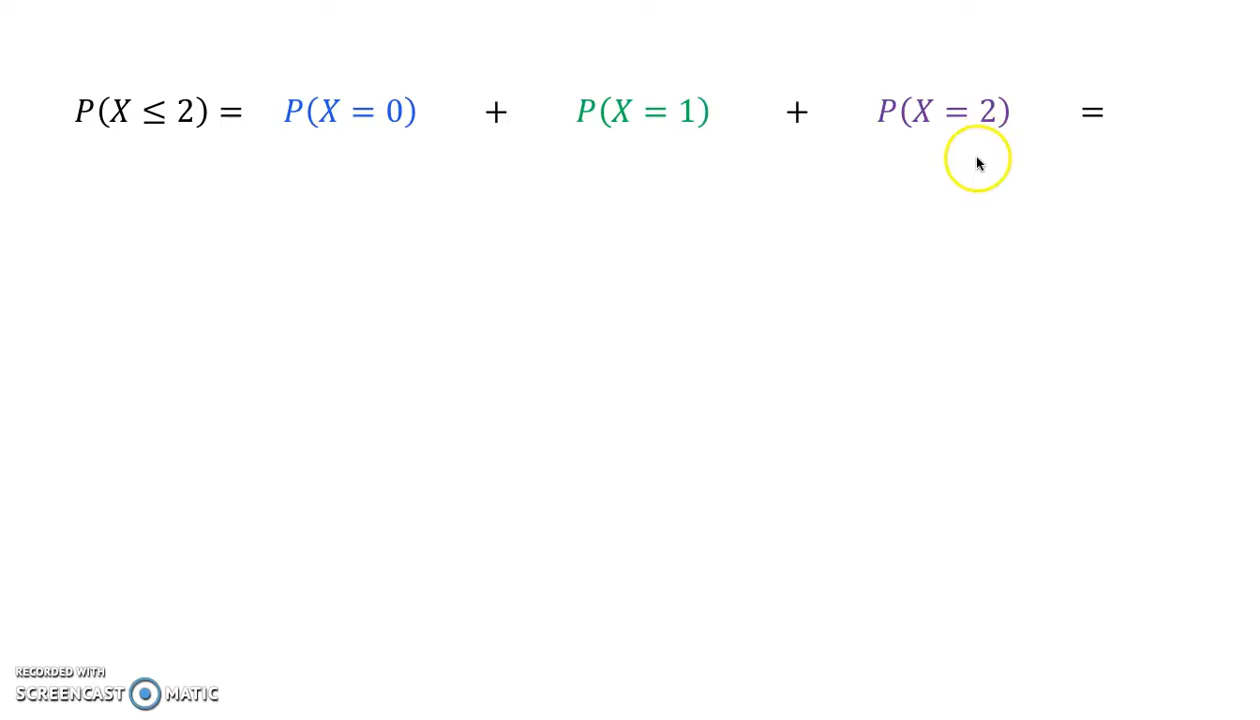 P(X ≤ 2) = P(X = 0) + P(X = 1) + P(X = 2) =
RECORDED WITH
SCREENCAST MATIC